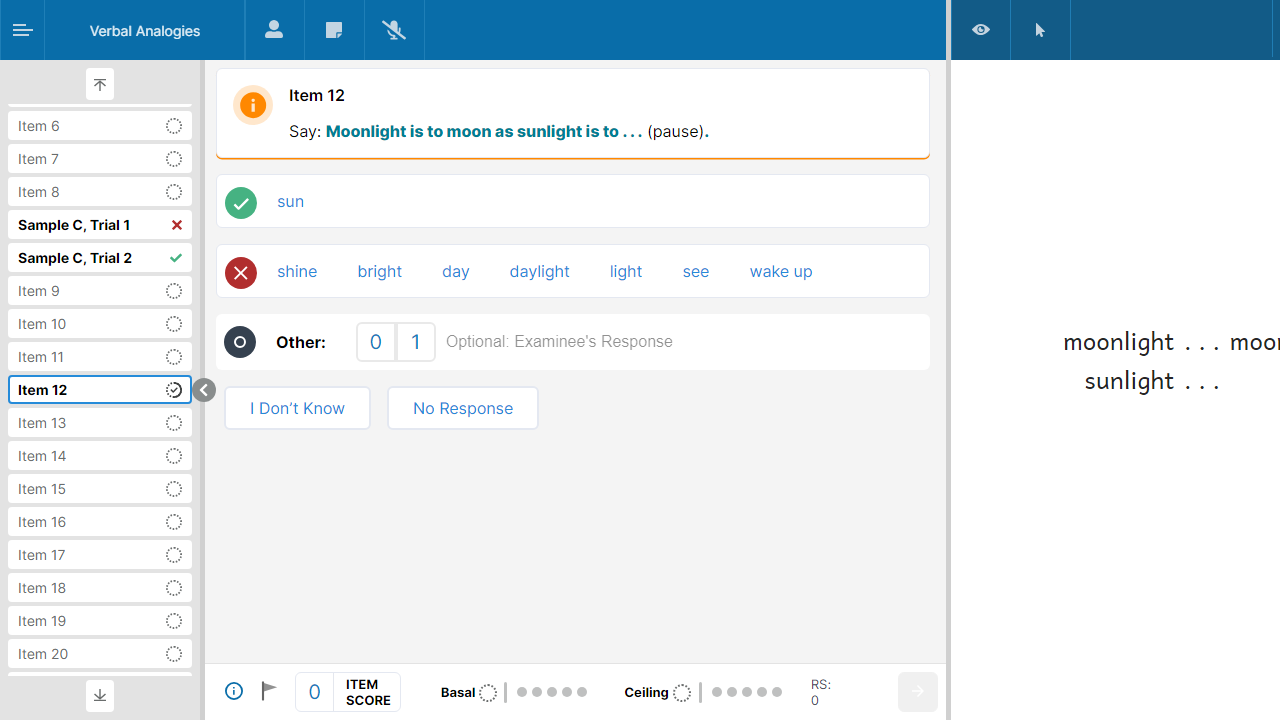 Verbal Analogies
Item 6
Item 7
Item 8
Sample C, Trial 1
Sample C, Trial 2
Item 9
Item 10
Item 11
Item 12
Item 13
Item 14
Item 15
Item 16
Item 17
Item 18
Item 19
Item 20
Item 12
Say: Moonlight is to moon as sunlight is to . . . (pause).
sun
shine bright day daylight light see wake up
Other: 0 1 Optional: Examinee's Response
I Don’t Know No Response
0 ITEM SCORE
Basal
Ceiling
RS:
0
moonlight . . . moon
sunlight . . .